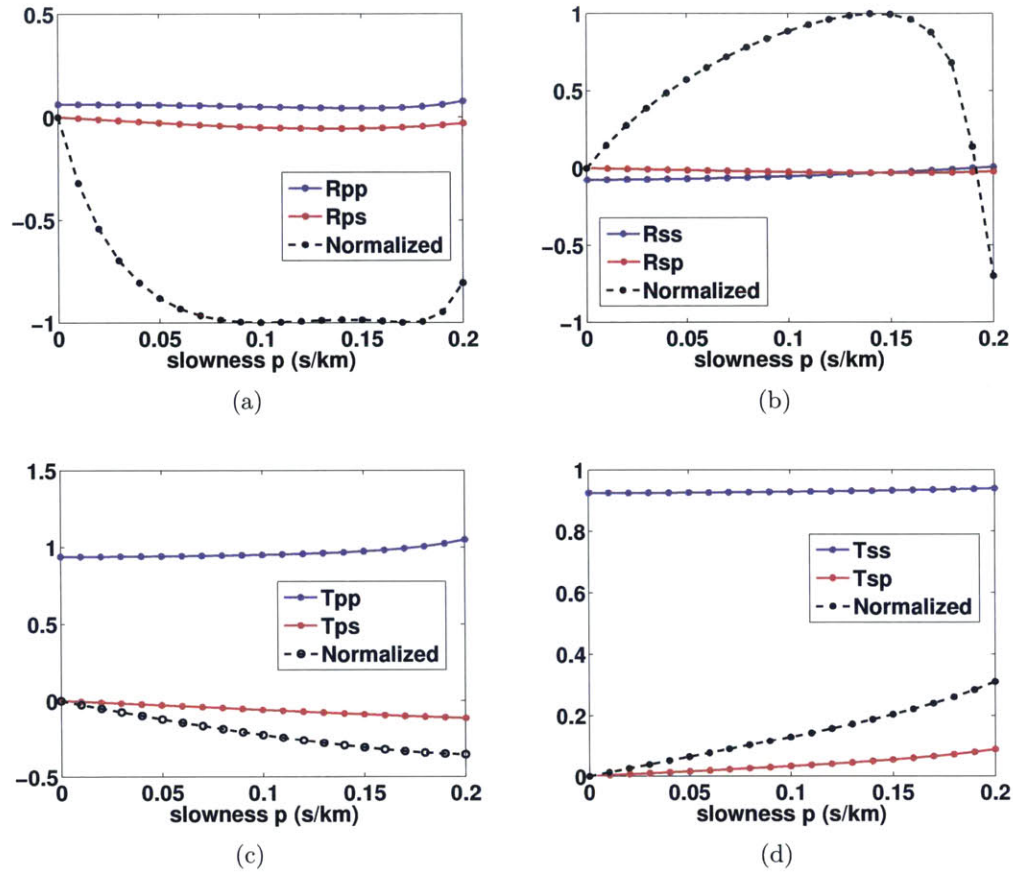 0.5
0
-0.5
-1
0
0.05
0.1
0.15
0.2
slowness p (s/km)
Rpp
Rps
Normalized
(a)
1
0.5
0
-0.5
-1
0
0.05
0.1
0.15
0.2
slowness p (s/km)
Rss
Rsp
Normalized
(b)
1.5
1
0.5
0
-0.5
0
0.05
0.1
0.15
0.2
slowness p (s/km)
Tpp
Tps
Normalized
(c)
1
0.8
0.6
0.4
0.2
0
0
0.05
0.1
0.15
0.2
slowness p (s/km)
Tss
Tsp
Normalized
(d)